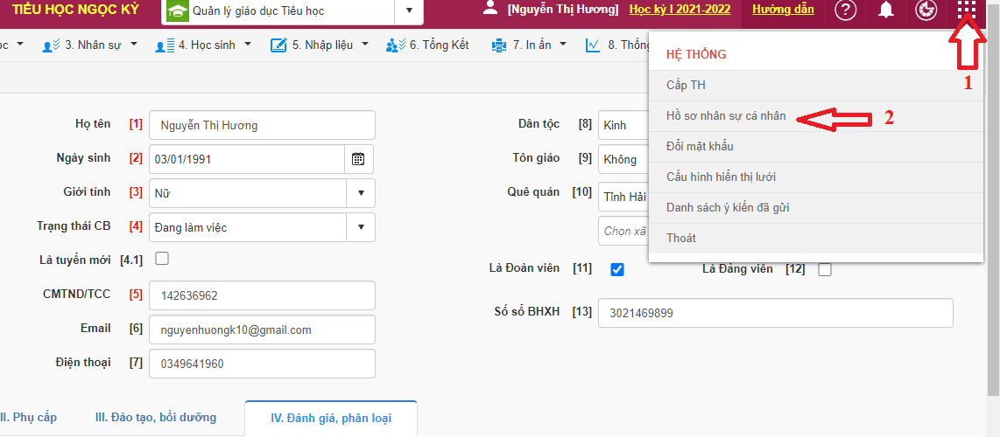 TIỂU HỌC NGỌC KỲ
Quản lý giáo dục Tiểu học
[Nguyễn Thị Hương]
Học kỳ I 2021-2022
Hướng dẫn
3. Nhân sự
4. Học sinh
5. Nhập liệu
6. Tổng Kết
7. In ấn
8. Thống
HỆ THỐNG
Cấp TH
Hồ sơ nhân sự cá nhân
Đổi mật khẩu
Cấu hình hiển thị lưới
Danh sách ý kiến đã gửi
Thoát
1
2
Họ tên [1] Nguyễn Thị Hương
Ngày sinh [2] 03/01/1991
Giới tính [3] Nữ
Trạng thái CB [4] Đang làm việc
Là tuyển mới [4.1]
CMTND/TCC [5] 142636962
Email [6] nguyenhuongk10@gmail.com
Điện thoại [7] 0349641960
Dân tộc [8] Kinh
Tôn giáo [9] Không
Quê quán [10] Tỉnh Hải
Chọn xã
Là Đoàn viên [11] Là Đảng viên [12]
Số sổ BHXH [13] 3021469899
II. Phụ cấp
III. Đào tạo, bồi dưỡng
IV. Đánh giá, phân loại